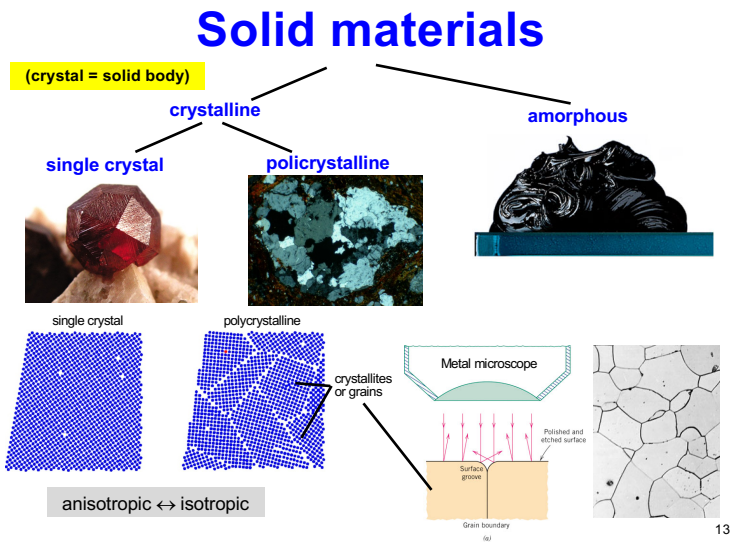 Solid materials
(crystal = solid body)
crystalline
amorphous
single crystal
policrystalline
single crystal
polycrystalline
crystallites
or grains
Metal microscope
Polished and
etched surface
Surface
groove
Grain boundary
(a)
anisotropic ↔ isotropic
13